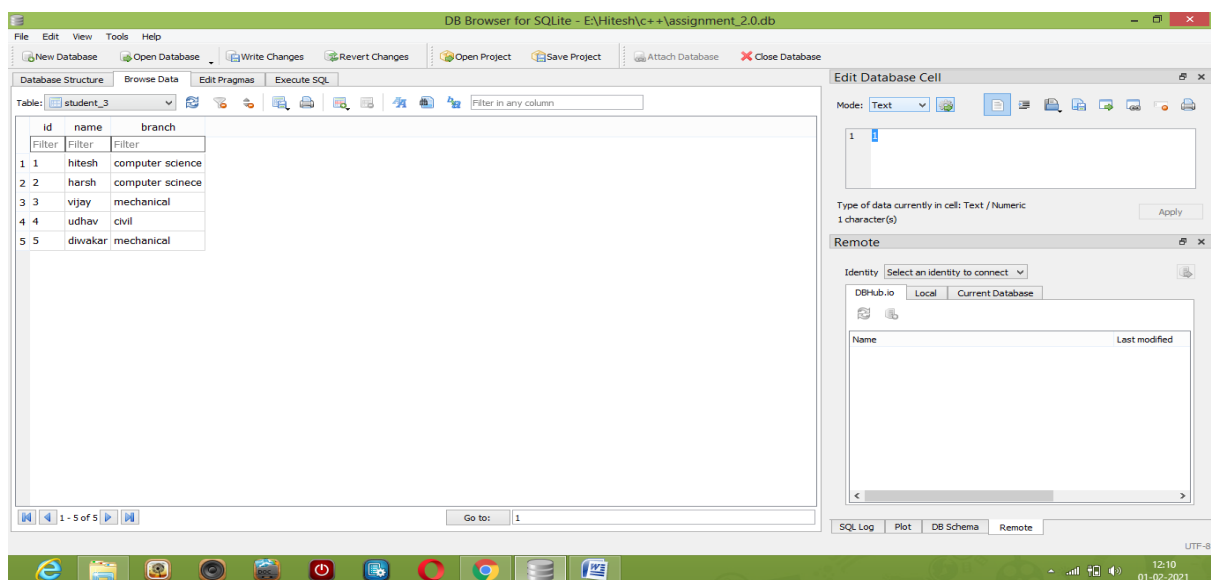 DB Browser for SQLite - E:\Hitesh\c++\assignment_2.0.db
File Edit View Tools Help
New Database Open Database Write Changes Revert Changes Open Project Save Project Attach Database Close Database
Database Structure Browse Data Edit Pragmas Execute SQL
Table: student_3 Filter in any column
id name branch
Filter Filter Filter
1 1 hitesh computer science
2 2 harsh computer scinece
3 3 vijay mechanical
4 4 udhav civil
5 5 diwakar mechanical
1 - 5 of 5 Go to: 1
Edit Database Cell
Mode: Text
1 1
Type of data currently in cell: Text / Numeric
1 character(s)
Apply
Remote
Identity Select an identity to connect
DBHub.io Local Current Database
Name Last modified
SQL Log Plot DB Schema Remote
UTF-8
12:10
01-02-2021